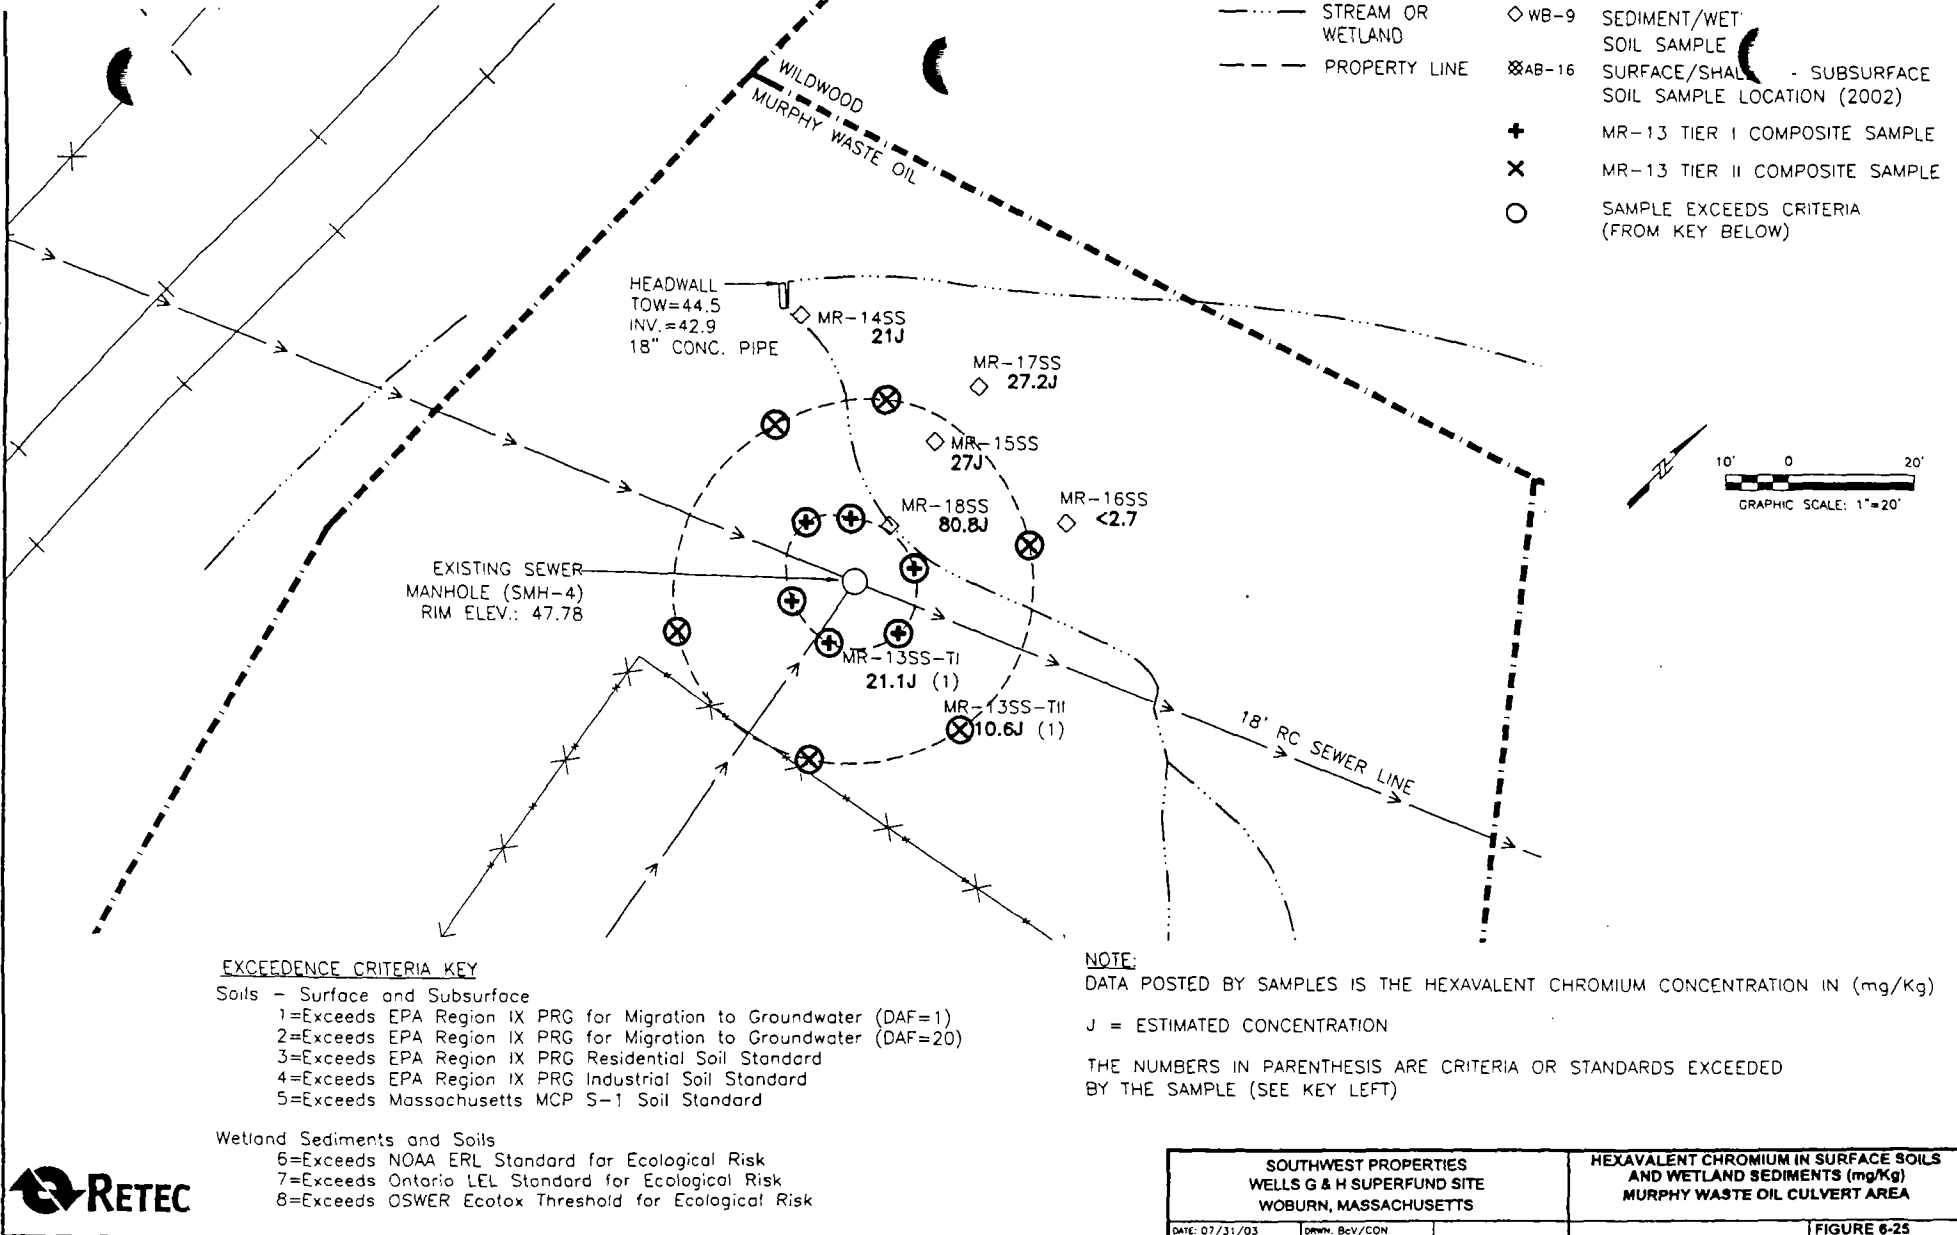 STREAM OR
WETLAND
PROPERTY LINE
WB-9 SEDIMENT/WET
SOIL SAMPLE
AB-16 SURFACE/SHAL - SUBSURFACE
SOIL SAMPLE LOCATION (2002)
MR-13 TIER I COMPOSITE SAMPLE
MR-13 TIER II COMPOSITE SAMPLE
SAMPLE EXCEEDS CRITERIA
(FROM KEY BELOW)
WILDWOOD
MURPHY WASTE OIL
HEADWALL
TOW=44.5
INV.=42.9
18" CONC. PIPE
MR-14SS
21J
MR-17SS
27.2J
MR-15SS
27J
MR-18SS
80.8J
MR-16SS
<2.7
10' 0 20'
GRAPHIC SCALE: 1"=20'
EXISTING SEWER
MANHOLE (SMH-4)
RIM ELEV.: 47.78
MR-13SS-TI
21.1J (1)
MR-13SS-TII
10.6J (1)
18' RC SEWER LINE
EXCEEDENCE CRITERIA KEY
Soils - Surface and Subsurface
1=Exceeds EPA Region IX PRG for Migration to Groundwater (DAF=1)
2=Exceeds EPA Region IX PRG for Migration to Groundwater (DAF=20)
3=Exceeds EPA Region IX PRG Residential Soil Standard
4=Exceeds EPA Region IX PRG Industrial Soil Standard
5=Exceeds Massachusetts MCP S-1 Soil Standard
Wetland Sediments and Soils
6=Exceeds NOAA ERL Standard for Ecological Risk
7=Exceeds Ontario LEL Standard for Ecological Risk
8=Exceeds OSWER Ecotox Threshold for Ecological Risk
NOTE:
DATA POSTED BY SAMPLES IS THE HEXAVALENT CHROMIUM CONCENTRATION IN (mg/Kg)
J = ESTIMATED CONCENTRATION
THE NUMBERS IN PARENTHESIS ARE CRITERIA OR STANDARDS EXCEEDED
BY THE SAMPLE (SEE KEY LEFT)
RETEC
SOUTHWEST PROPERTIES
WELLS G & H SUPERFUND SITE
WOBURN, MASSACHUSETTS
HEXAVALENT CHROMIUM IN SURFACE SOILS
AND WETLAND SEDIMENTS (mg/Kg)
MURPHY WASTE OIL CULVERT AREA
DATE: 07/31/03 DRWN. BcV/CON FIGURE 6-25